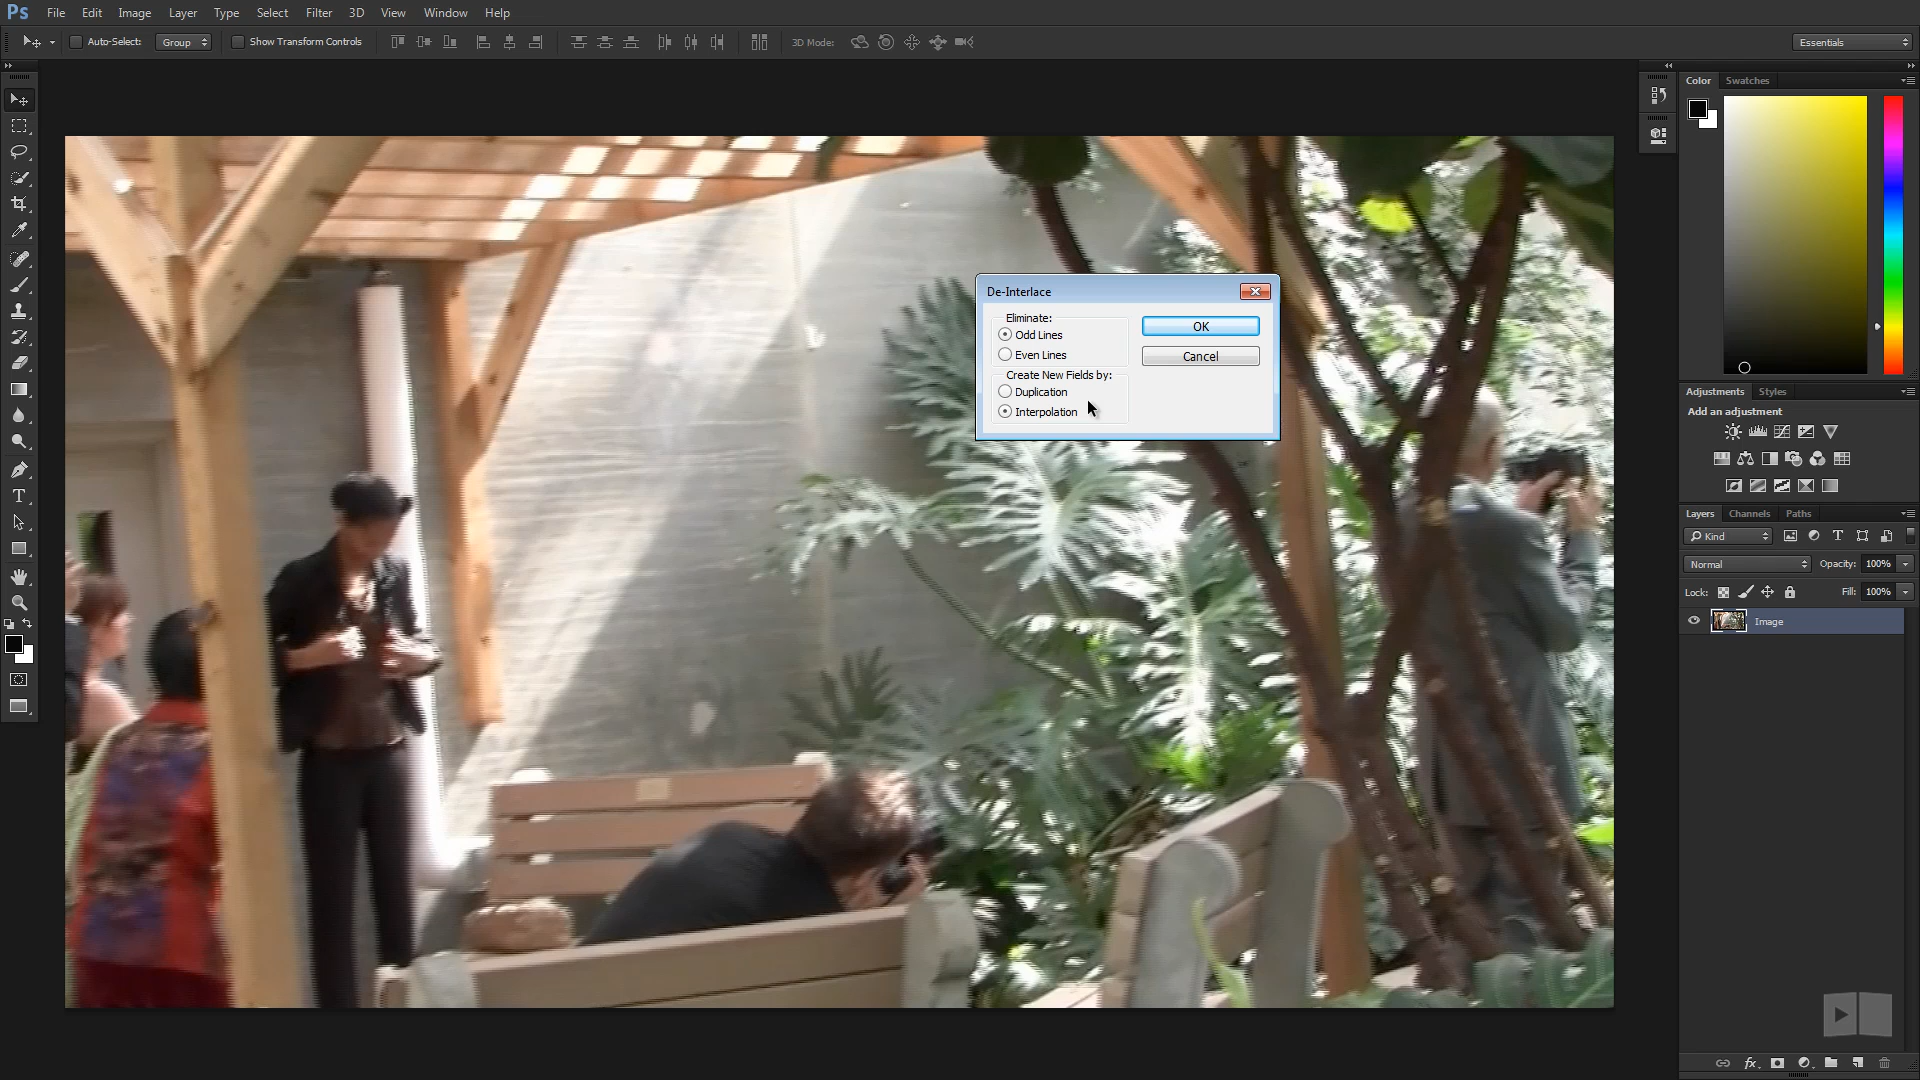 Ps File Edit Image Layer Type Select Filter 3D View Window Help
Auto-Select: Group Show Transform Controls 3D Mode: Essentials
Color Swatches
De-Interlace
Eliminate:
Odd Lines
Even Lines
OK
Cancel
Create New Fields by:
Duplication
Interpolation
Adjustments Styles
Add an adjustment
Layers Channels Paths
Kind
Normal Opacity: 100%
Lock: Fill: 100%
Image
fx